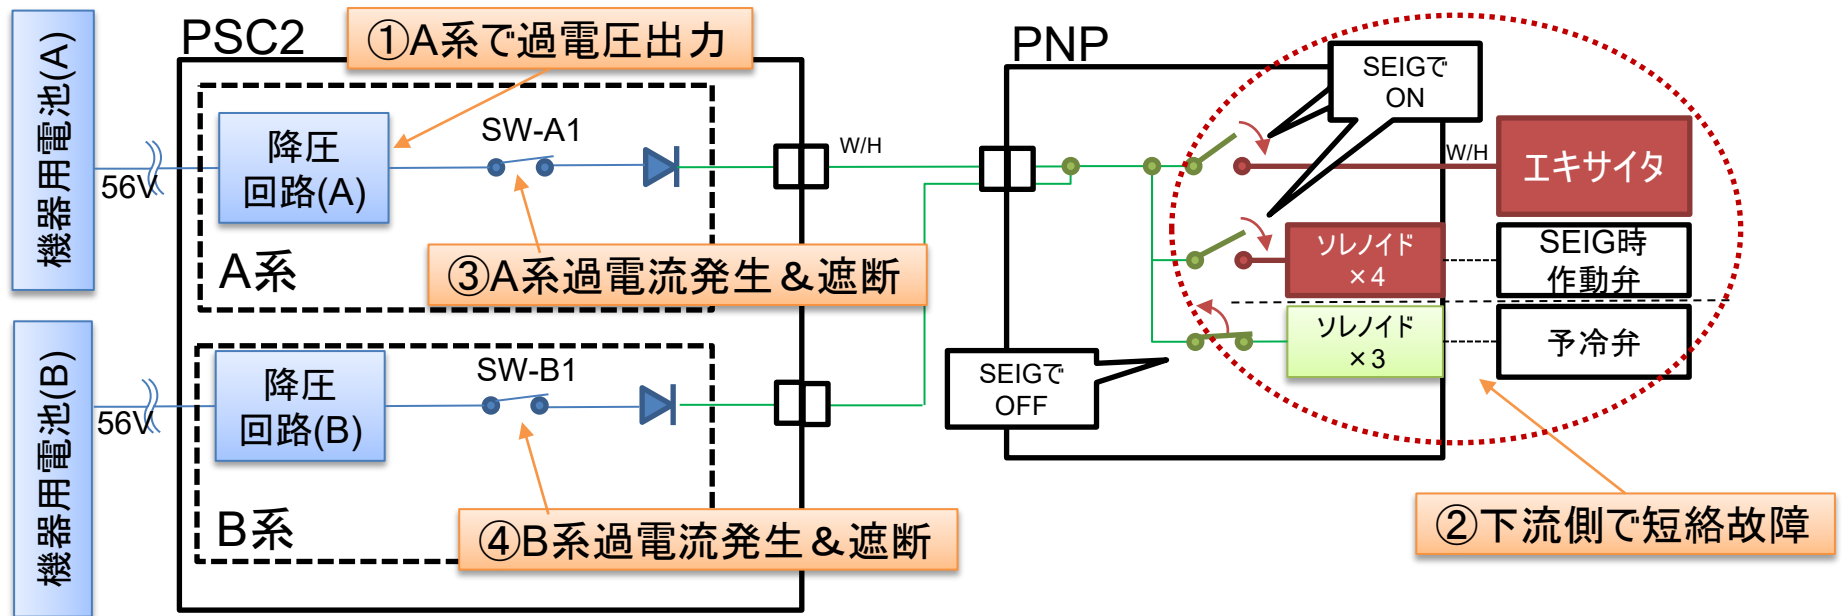 機器用電池(A)
56V
PSC2
①A系で過電圧出力
降圧
回路(A)
SW-A1
A系
③A系過電流発生＆遮断
W/H
PNP
SEIGで
ON
W/H
エキサイタ
ソレノイド
×4
SEIG時
作動弁
ソレノイド
×3
予冷弁
SEIGで
OFF
②下流側で短絡故障
機器用電池(B)
56V
降圧
回路(B)
SW-B1
B系
④B系過電流発生＆遮断